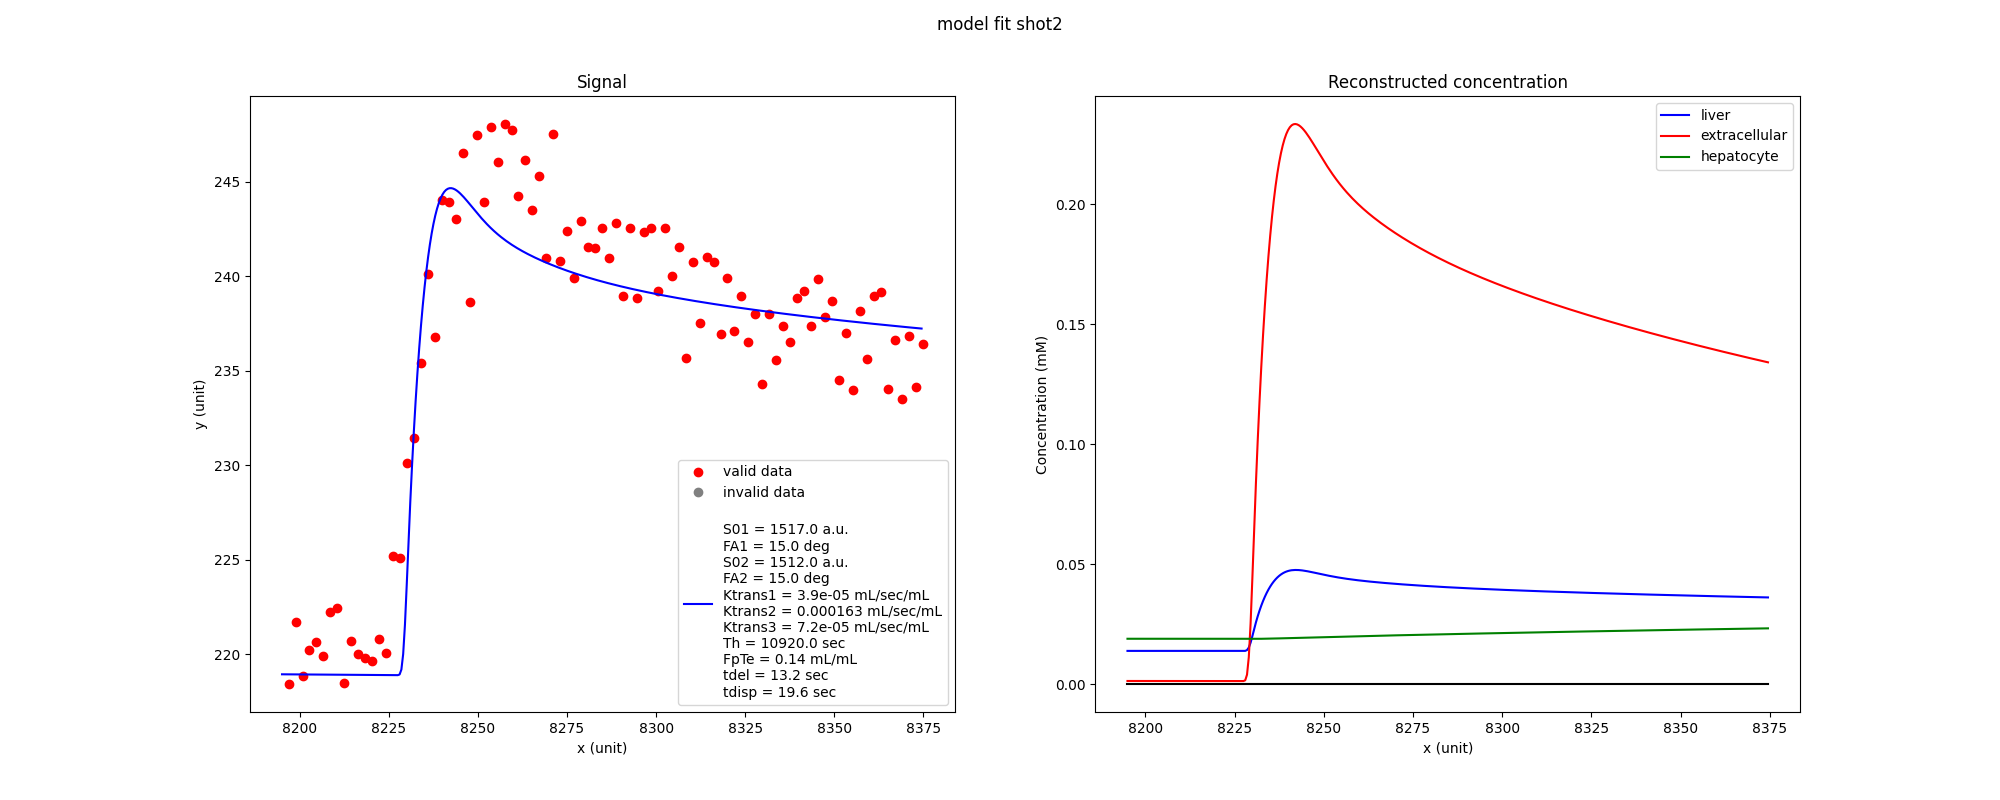 model fit shot2
Signal
245
240
235
230
225
220
y (unit)
valid data
invalid data
S01 = 1517.0 a.u.
FA1 = 15.0 deg
S02 = 1512.0 a.u.
FA2 = 15.0 deg
Ktrans1 = 3.9e-05 mL/sec/mL
Ktrans2 = 0.000163 mL/sec/mL
Ktrans3 = 7.2e-05 mL/sec/mL
Th = 10920.0 sec
FpTe = 0.14 mL/mL
tdel = 13.2 sec
tdisp = 19.6 sec
8200 8225 8250 8275 8300 8325 8350 8375
x (unit)
Reconstructed concentration
liver
extracellular
hepatocyte
0.20
0.15
0.10
0.05
0.00
Concentration (mM)
8200 8225 8250 8275 8300 8325 8350 8375
x (unit)